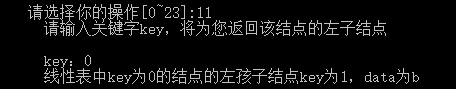 请选择你的操作[0~23]:11
请输入关键字key，将为您返回该结点的左子结点
key：0
线性表中key为0的结点的左孩子结点key为1，data为b